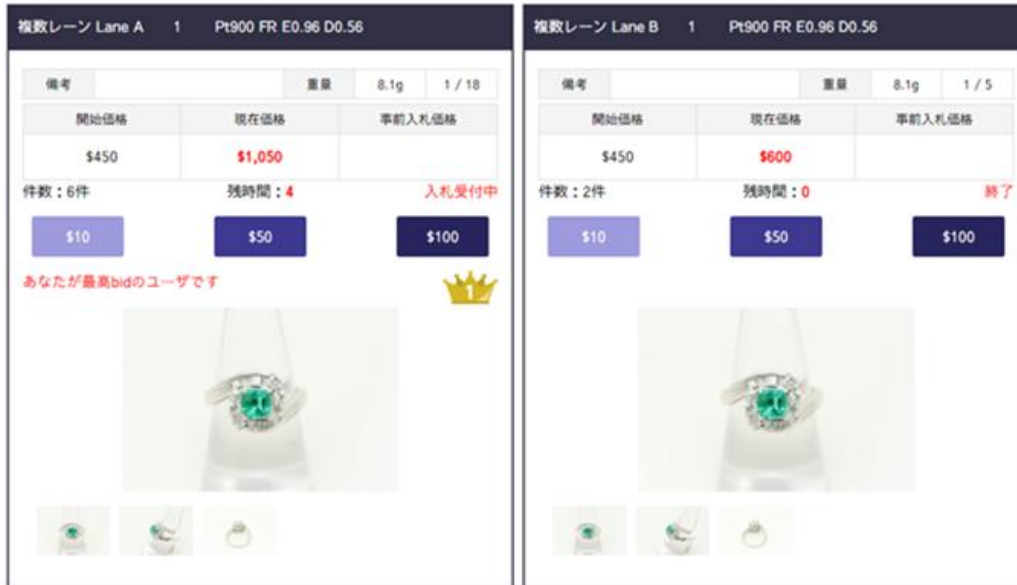 複数レーン Lane A 1 Pt900 FR E0.96 D0.56
備考 重量 8.1g 1 / 18
開始価格 現在価格 事前入札価格
$450 $1,050
件数：6件 残時間：4 入札受付中
$10 $50 $100
あなたが最高bidのユーザです
1
複数レーン Lane B 1 Pt900 FR E0.96 D0.56
備考 重量 8.1g 1 / 5
開始価格 現在価格 事前入札価格
$450 $600
件数：2件 残時間：0 終了
$10 $50 $100